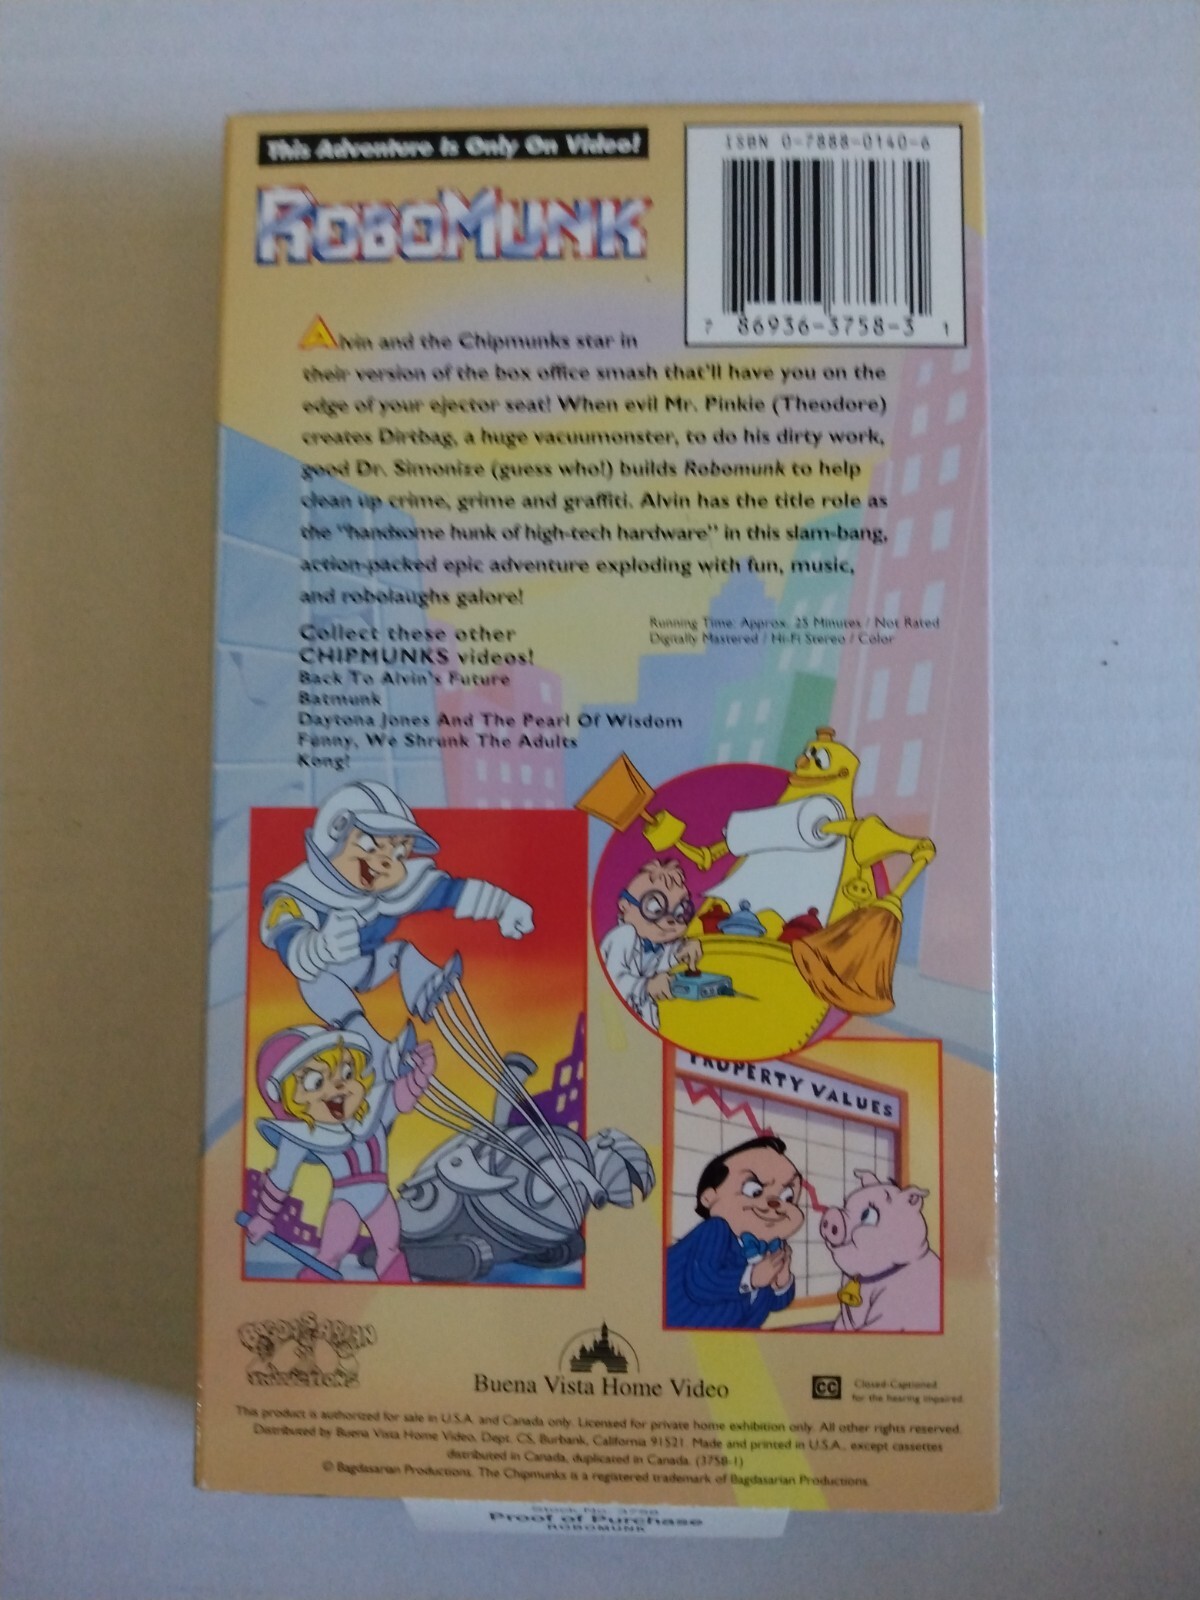 This Adventure Is Only On Video!
ISBN 0-7888-0140-6
ROBOMUNK
7 86936-3758-3 1
Alvin and the Chipmunks star in
their version of the box office smash that'll have you on the
edge of your ejector seat! When evil Mr. Pinkie (Theodore)
creates Dirtbag, a huge vacuumonster, to do his dirty work,
good Dr. Simonize (guess who!) builds Robomunk to help
clean up crime, grime and graffiti. Alvin has the title role as
the "handsome hunk of high-tech hardware" in this slam-bang,
action-packed epic adventure exploding with fun, music,
and robolaughs galore!
Running Time: Approx. 25 Minutes / Not Rated
Digitally Mastered / Hi-Fi Stereo / Color
Collect these other
CHIPMUNKS videos!
Back To Alvin's Future
Batmunk
Daytona Jones And The Pearl Of Wisdom
Funny, We Shrunk The Adults
Kong!
A
PROPERTY VALUES
BAGDASARIAN
PRODUCTIONS
Buena Vista Home Video
CC
Closed-Captioned
for the hearing impaired
This product is authorized for sale in U.S.A. and Canada only. Licensed for private home exhibition only. All other rights reserved.
Distributed by Buena Vista Home Video, Dept. CS, Burbank, California 91521. Made and printed in U.S.A., except cassettes
distributed in Canada, duplicated in Canada. (3758-1)
© Bagdasarian Productions. The Chipmunks is a registered trademark of Bagdasarian Productions.
Stock No. 3758
Proof of Purchase
ROBOMUNK